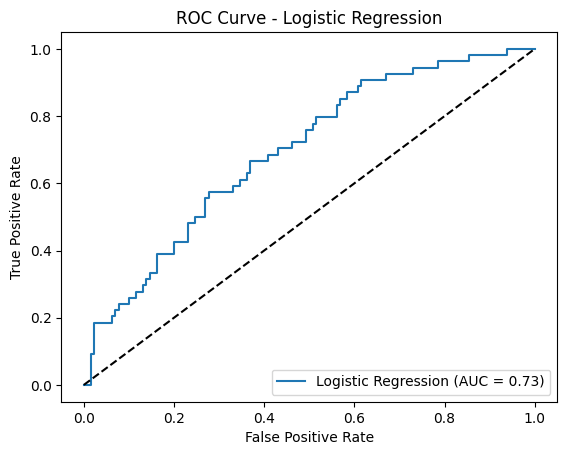 ROC Curve - Logistic Regression
True Positive Rate
1.0
0.8
0.6
0.4
0.2
0.0
Logistic Regression (AUC = 0.73)
0.0 0.2 0.4 0.6 0.8 1.0
False Positive Rate